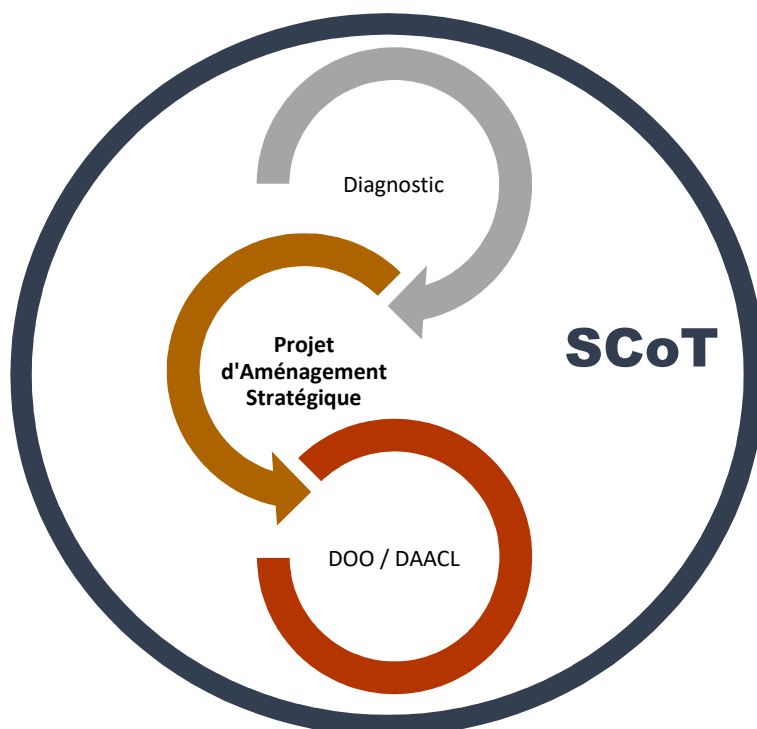 Diagnostic
Projet
d'Aménagement
Stratégique
SCoT
DOO / DAACL